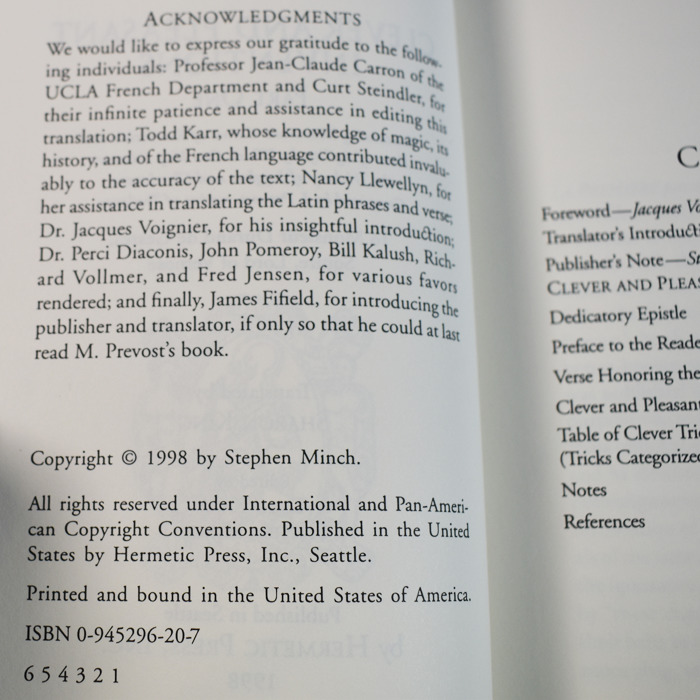 ACKNOWLEDGMENTS
We would like to express our gratitude to the follow-
ing individuals: Professor Jean-Claude Carron of the
UCLA French Department and Curt Steindler, for
their infinite patience and assistance in editing this
translation; Todd Karr, whose knowledge of magic, its
history, and of the French language contributed invalu-
ably to the accuracy of the text; Nancy Llewellyn, for
her assistance in translating the Latin phrases and verse;
Dr. Jacques Voignier, for his insightful introduction;
Dr. Perci Diaconis, John Pomeroy, Bill Kalush, Rich-
ard Vollmer, and Fred Jensen, for various favors
rendered; and finally, James Fifield, for introducing the
publisher and translator, if only so that he could at last
read M. Prevost's book.
Copyright © 1998 by Stephen Minch.
All rights reserved under International and Pan-Ameri-
can Copyright Conventions. Published in the United
States by Hermetic Press, Inc., Seattle.
Printed and bound in the United States of America.
ISBN 0-945296-20-7
6 5 4 3 2 1
C
Foreword—Jacques Vo
Translator's Introducti
Publisher's Note—St
CLEVER AND PLEAS
Dedicatory Epistle
Preface to the Reade
Verse Honoring the
Clever and Pleasan
Table of Clever Tri
(Tricks Categorize
Notes
References